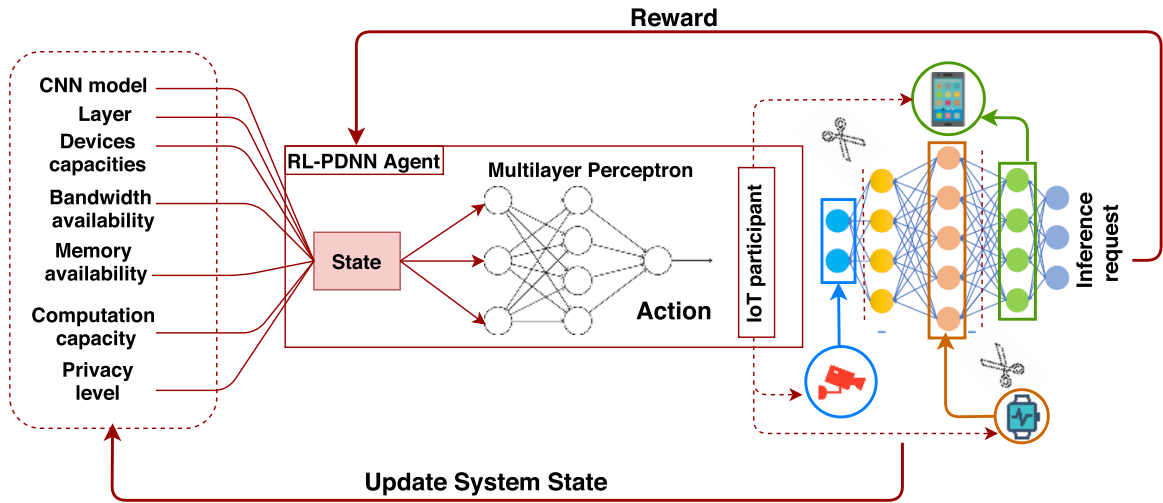 Reward
CNN model
Layer
Devices
capacities
Bandwidth
availability
Memory
availability
Computation
capacity
Privacy
level
RL-PDNN Agent
State
Multilayer Perceptron
Action
IoT participant
Inference
request
Update System State